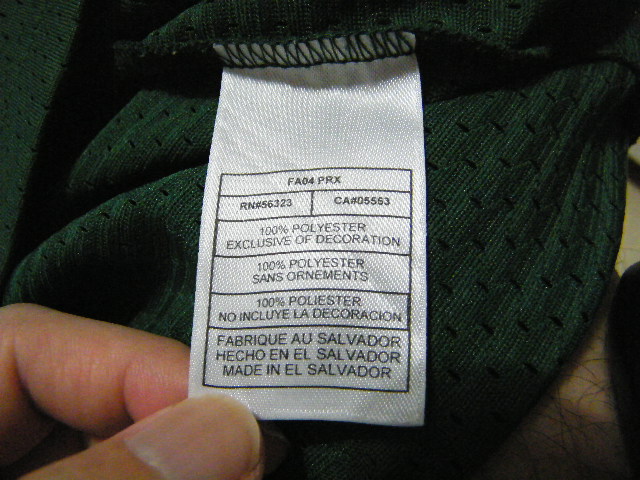 FA04 PRX
RN#56323 CA#05553
100% POLYESTER
EXCLUSIVE OF DECORATION
100% POLYESTER
SANS ORNEMENTS
100% POLIESTER
NO INCLUYE LA DECORACION
FABRIQUE AU SALVADOR
HECHO EN EL SALVADOR
MADE IN EL SALVADOR